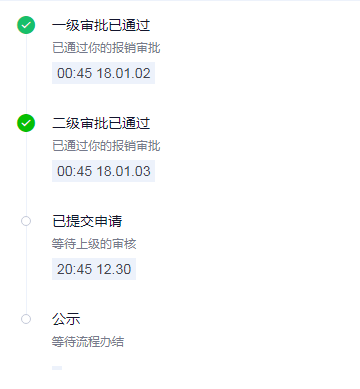 一级审批已通过
已通过你的报销审批
00:45 18.01.02
二级审批已通过
已通过你的报销审批
00:45 18.01.03
已提交申请
等待上级的审核
20:45 12.30
公示
等待流程办结